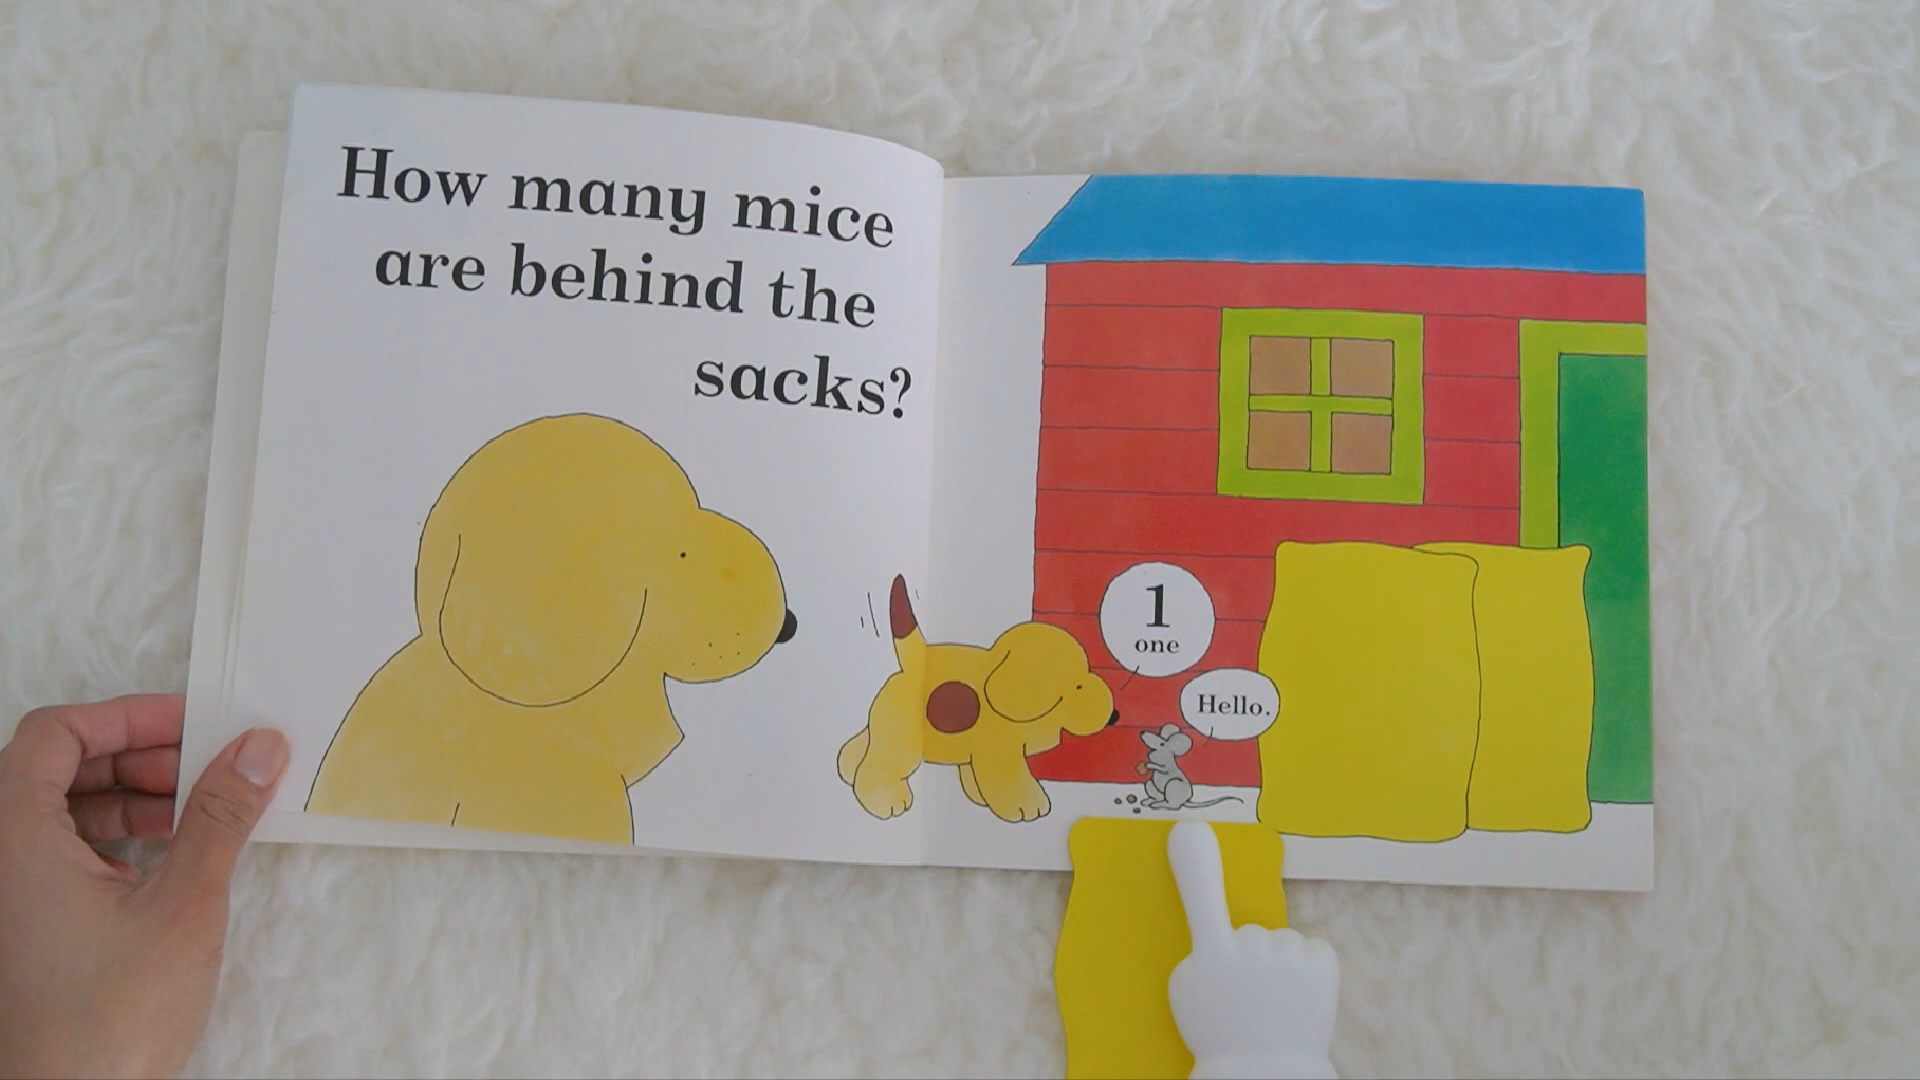 How many mice
are behind the
sacks?
1
one
Hello.